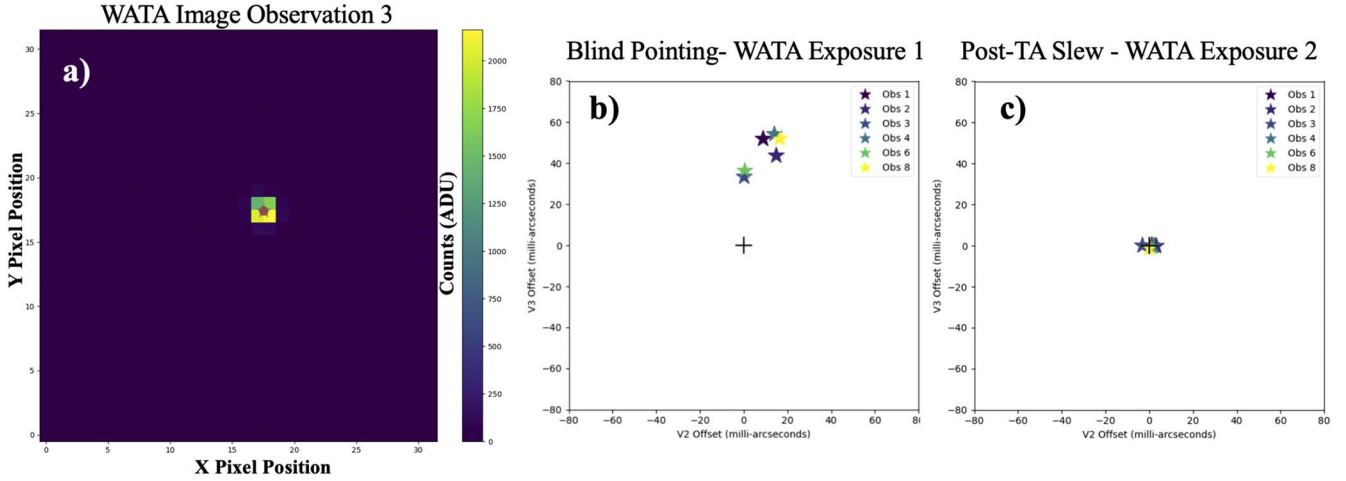 WATA Image Observation 3
a)
30
25
20
15
10
5
0
0 5 10 15 20 25 30
Y Pixel Position
X Pixel Position
2000
1750
1500
1250
1000
750
500
250
0
Counts (ADU)
Blind Pointing- WATA Exposure 1
b)
Obs 1
Obs 2
Obs 3
Obs 4
Obs 6
Obs 8
80
60
40
20
0
−20
−40
−60
−80
−80 −60 −40 −20 0 20 40 60
V3 Offset (milli-arcseconds)
V2 Offset (milli-arcseconds)
Post-TA Slew - WATA Exposure 2
c)
Obs 1
Obs 2
Obs 3
Obs 4
Obs 6
Obs 8
80
60
40
20
0
−20
−40
−60
−80
−80 −60 −40 −20 0 20 40 60 80
V3 Offset (milli-arcseconds)
V2 Offset (milli-arcseconds)